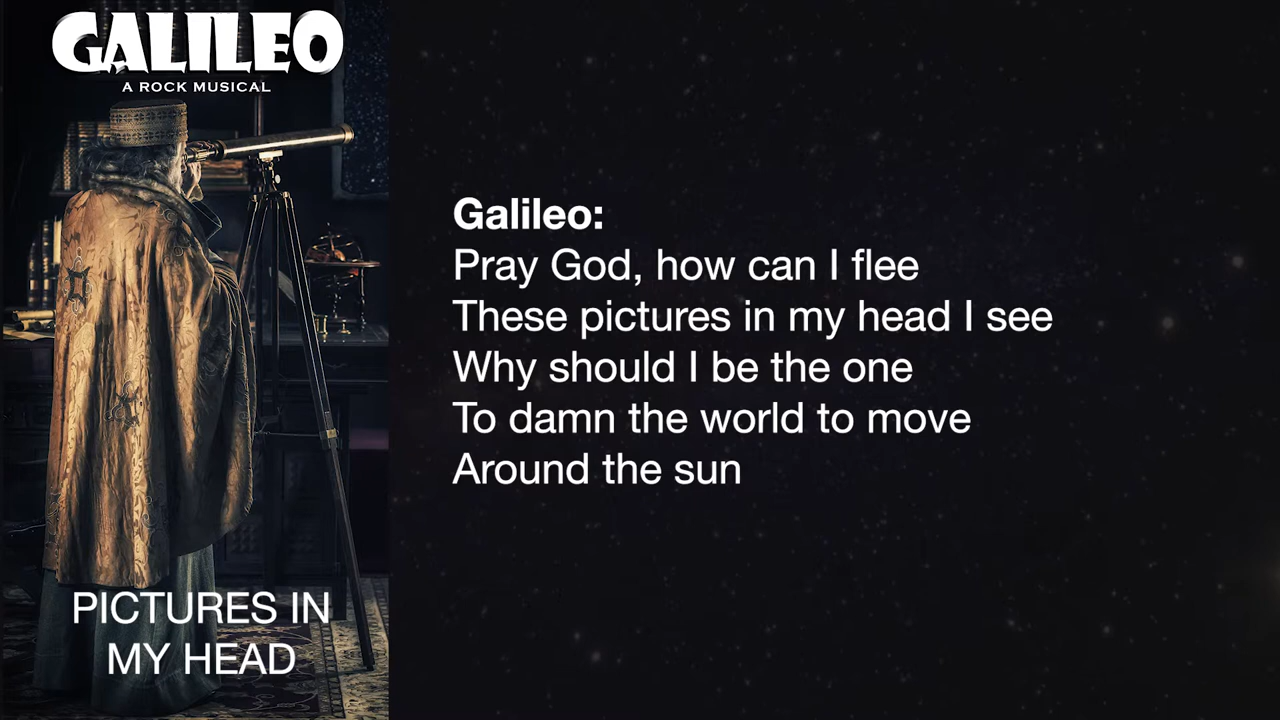 GALILEO
A ROCK MUSICAL
PICTURES IN
MY HEAD
Galileo:
Pray God, how can I flee
These pictures in my head I see
Why should I be the one
To damn the world to move
Around the sun